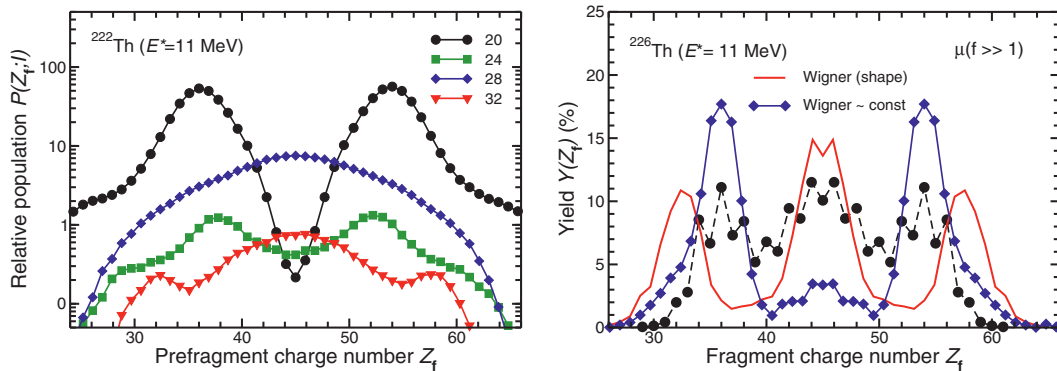 Relative population P(Z_f;I)
100
10
1
0
²²²Th (E*=11 MeV)
20
24
28
32
30
40
50
60
Prefragment charge number Z_f
Yield Y(Z_f) (%)
25
20
15
10
5
0
²²⁶Th (E*= 11 MeV)
μ(f >> 1)
Wigner (shape)
Wigner ~ const
30
40
50
60
Fragment charge number Z_f